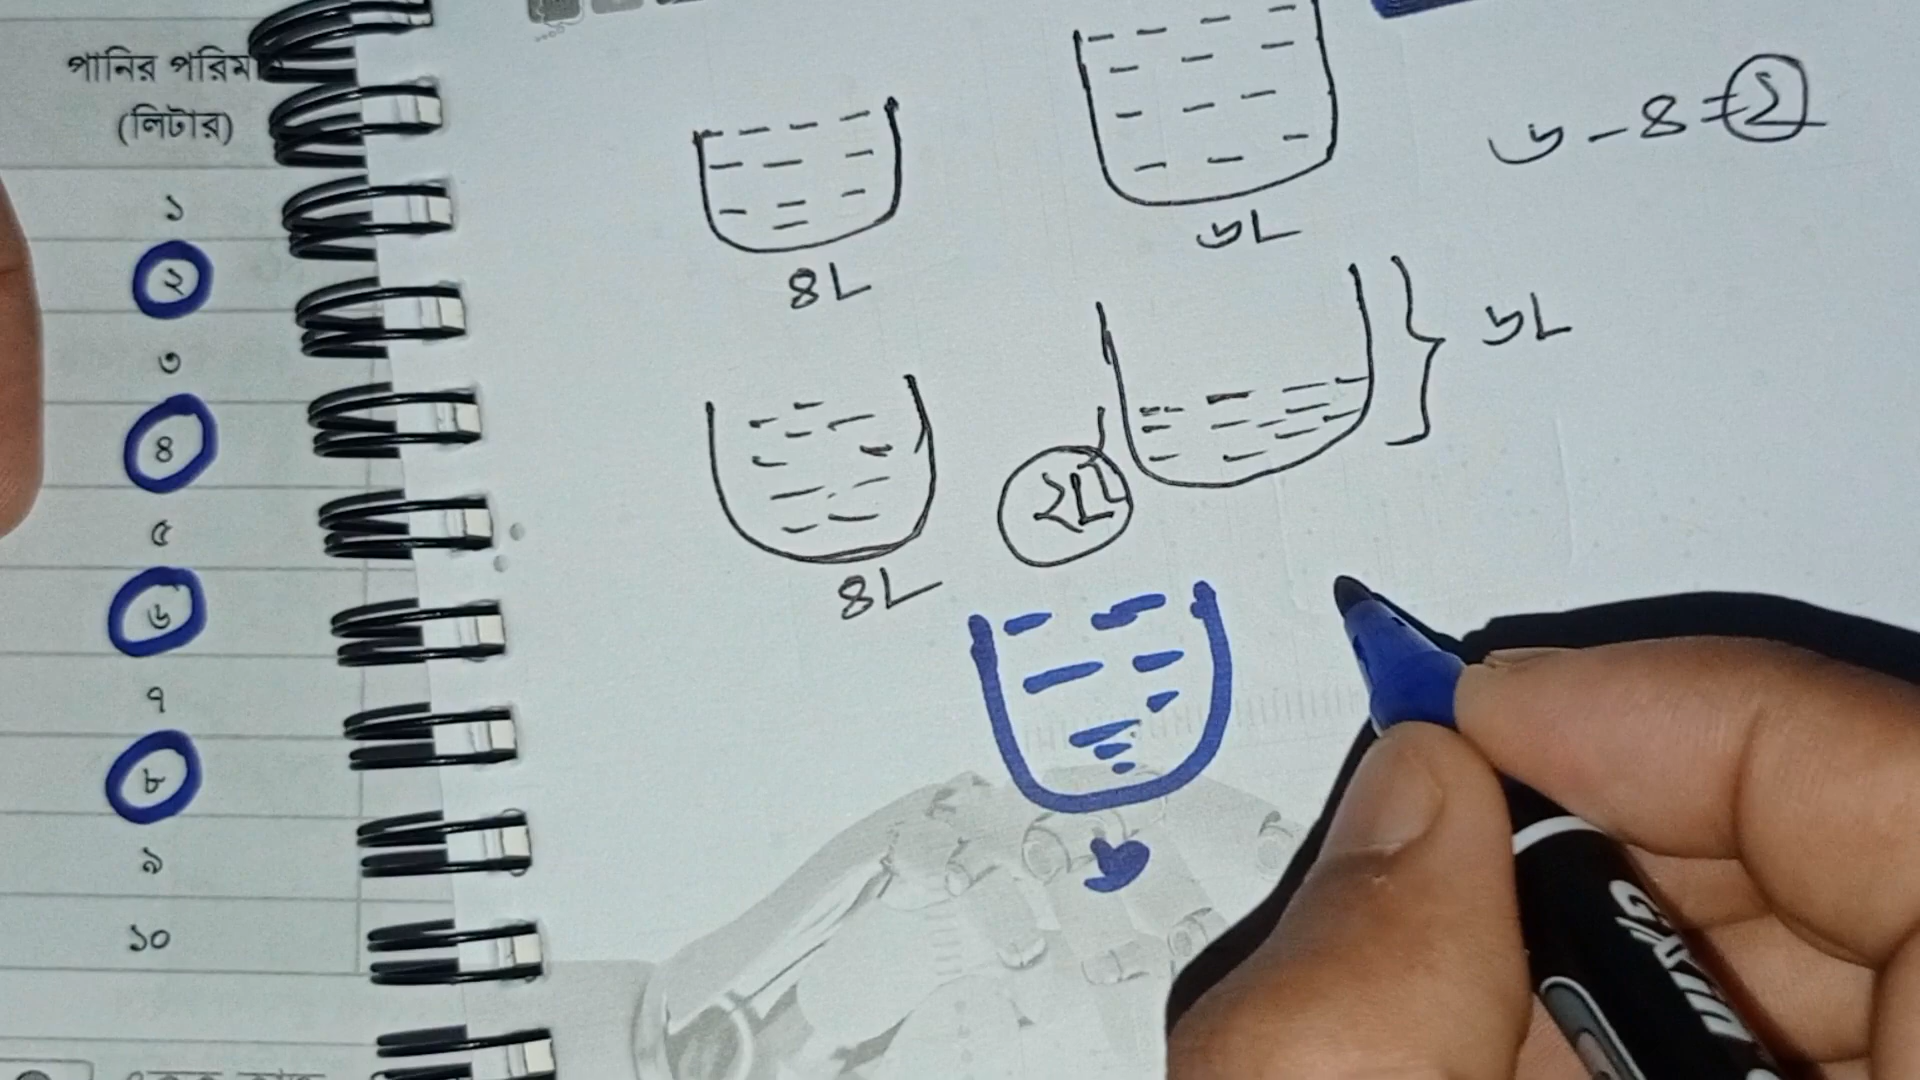 পানির পরিমাণ
(লিটার)
১
২
৩
৪
৫
৬
৭
৮
৯
১০
৬ – ৪ = ২
৪L
৬L
৬L
২L
৪L
৬